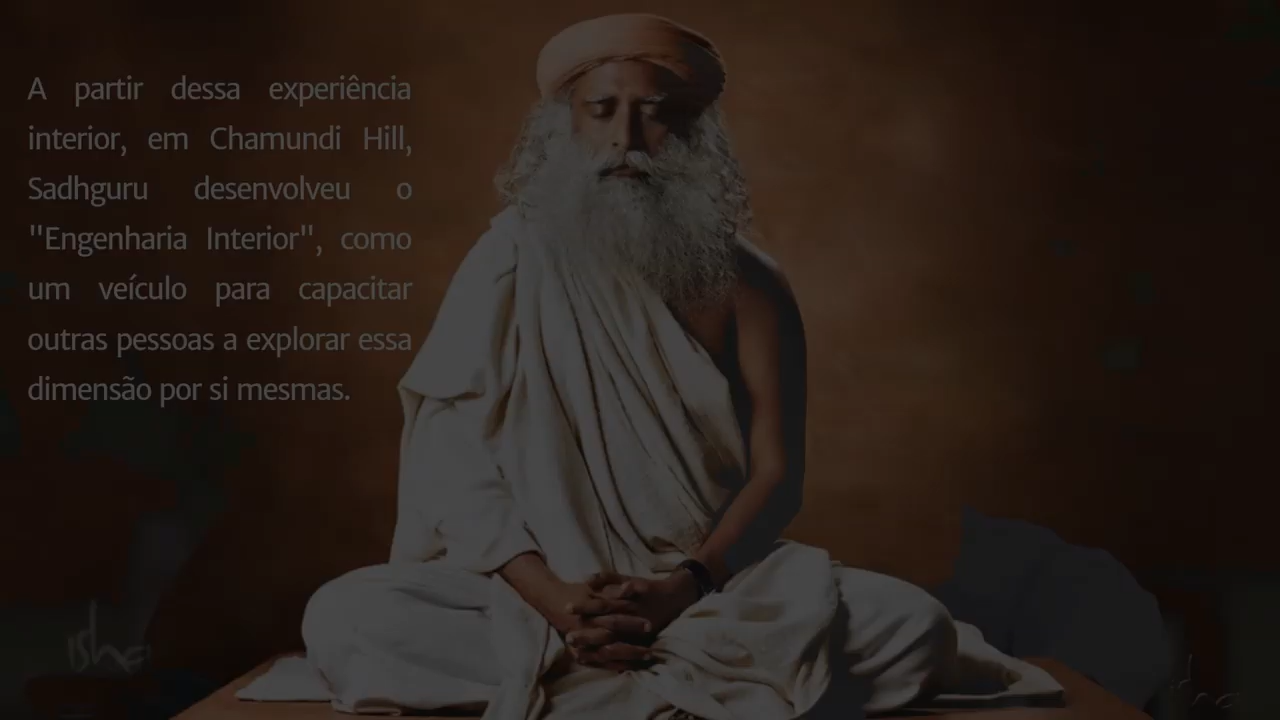 A partir dessa experiência
interior, em Chamundi Hill,
Sadhguru desenvolveu o
"Engenharia Interior", como
um veículo para capacitar
outras pessoas a explorar essa
dimensão por si mesmas.
isha